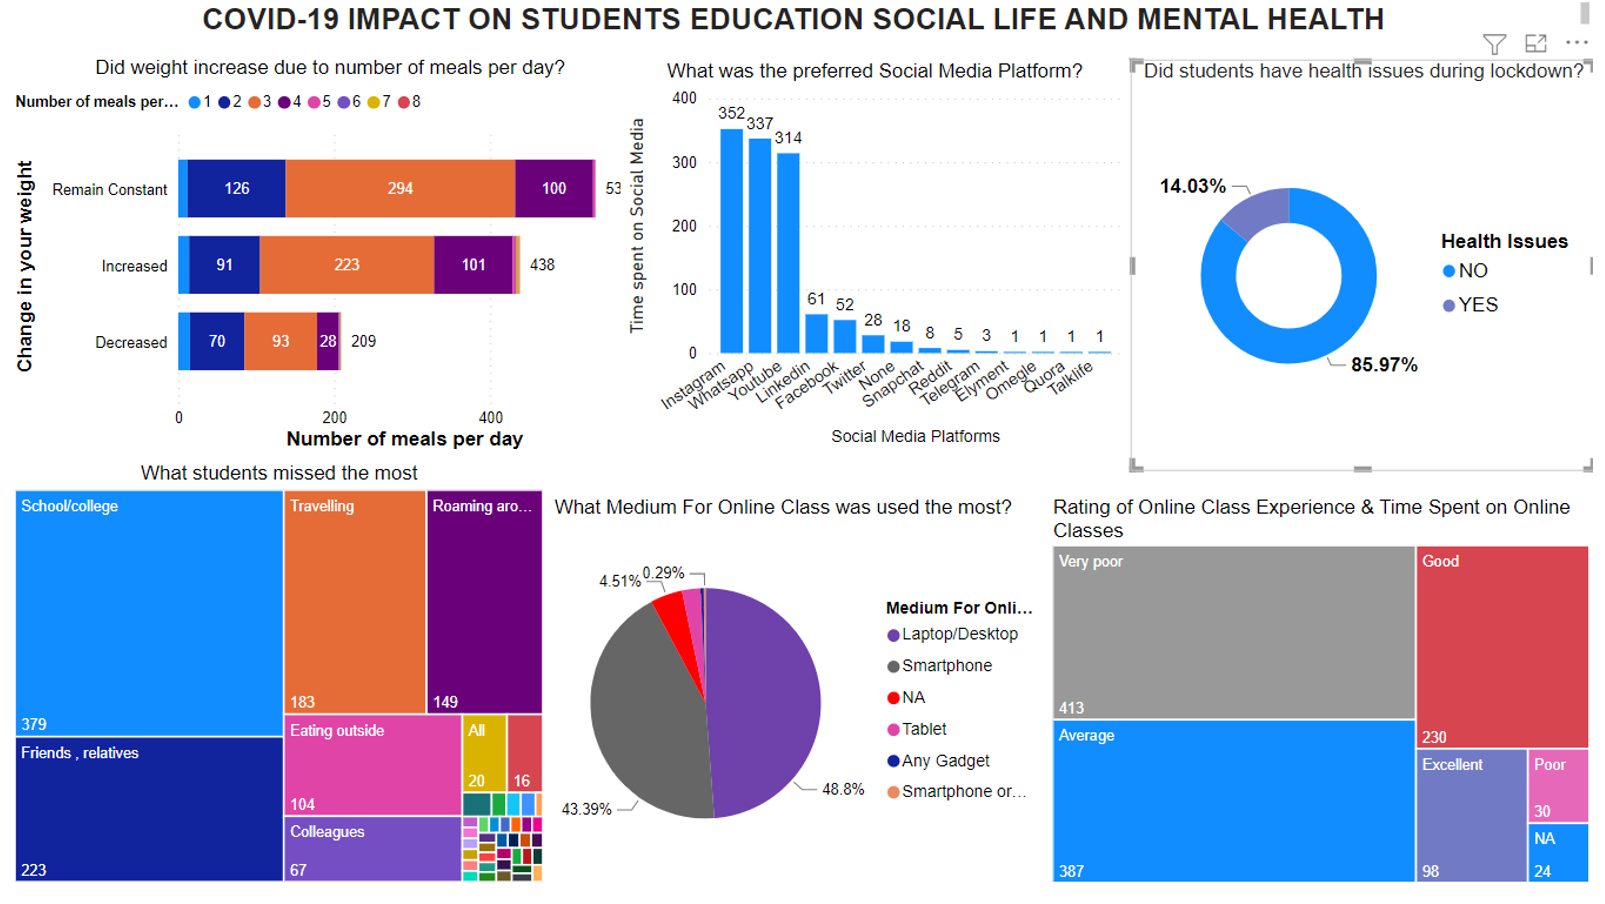 COVID-19 IMPACT ON STUDENTS EDUCATION SOCIAL LIFE AND MENTAL HEALTH
Did weight increase due to number of meals per day?
Number of meals per… 1 2 3 4 5 6 7 8
Change in your weight
Remain Constant 126 294 100 53
Increased 91 223 101 438
Decreased 70 93 28 209
0 200 400
Number of meals per day
What was the preferred Social Media Platform?
Time spent on Social Media
400
300
200
100
0
352 337 314 61 52 28 18 8 5 3 1 1 1 1
Instagram Whatsapp Youtube Linkedin Facebook Twitter None Snapchat Reddit Telegram Elyment Omegle Quora Talklife
Social Media Platforms
Did students have health issues during lockdown?
14.03%
85.97%
Health Issues
NO
YES
What students missed the most
School/college
379
Friends , relatives
223
Travelling
183
Roaming aro…
149
Eating outside
104
Colleagues
67
All
20
16
What Medium For Online Class was used the most?
4.51%
0.29%
43.39%
48.8%
Medium For Onli…
Laptop/Desktop
Smartphone
NA
Tablet
Any Gadget
Smartphone or…
Rating of Online Class Experience & Time Spent on Online
Classes
Very poor
413
Average
387
Good
230
Excellent
98
Poor
30
NA
24